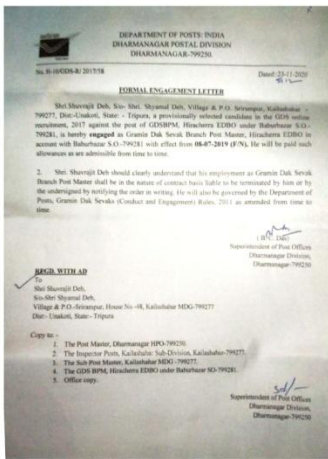 DEPARTMENT OF POSTS: INDIA
DHARMANAGAR POSTAL DIVISION
DHARMANAGAR-799250.
No. H-10/GDS-R/ 2017/18
Dated: 23-11-2020
FORMAL ENGAGEMENT LETTER
Shri Shuvrajit Deb, S/o- Shri. Shyamal Deb, Village & P.O. Srirampur, Kailashahar -
799277, Dist:-Unakoti, State: - Tripura, a provisionally selected candidate in the GDS online
recruitment, 2017 against the post of GDSBPM, Hiracherra EDBO under Baburbazar S.O-
799281, is hereby engaged as Gramin Dak Sevak Branch Post Master, Hiracherra EDBO in
account with Baburbazar S.O -799281 with effect from 08-07-2019 (F/N). He will be paid such
allowances as are admissible from time to time.
2. Shri. Shuvrajit Deb should clearly understand that his employment as Gramin Dak Sevak
Branch Post Master shall be in the nature of contract basis liable to be terminated by him or by
the undersigned by notifying the order in writing. He will also be governed by the Department of
Posts, Gramin Dak Sevaks (Conduct and Engagement) Rules, 2011 as amended from time to
time.
Superintendent of Post Offices
Dharmanagar Division,
Dharmanagar-799250
REGD. WITH AD
To
Shri Shuvrajit Deb,
S/o-Shri Shyamal Deb,
Village & P.O.-Srirampur, House No -48, Kailashahar MDG-799277
Dist:- Unakoti, State:- Tripura
Copy to: -
1. The Post Master, Dharmanagar HPO-799250.
2. The Inspector Posts, Kailashahar Sub-Division, Kailashahar-799277.
3. The Sub Post Master, Kailashahar MDG -799277.
4. The GDS BPM, Hiracherra EDBO under Baburbazar SO-799281.
5. Office copy.
Sd/-
Superintendent of Post Offices
Dharmanagar Division,
Dharmanagar-799250